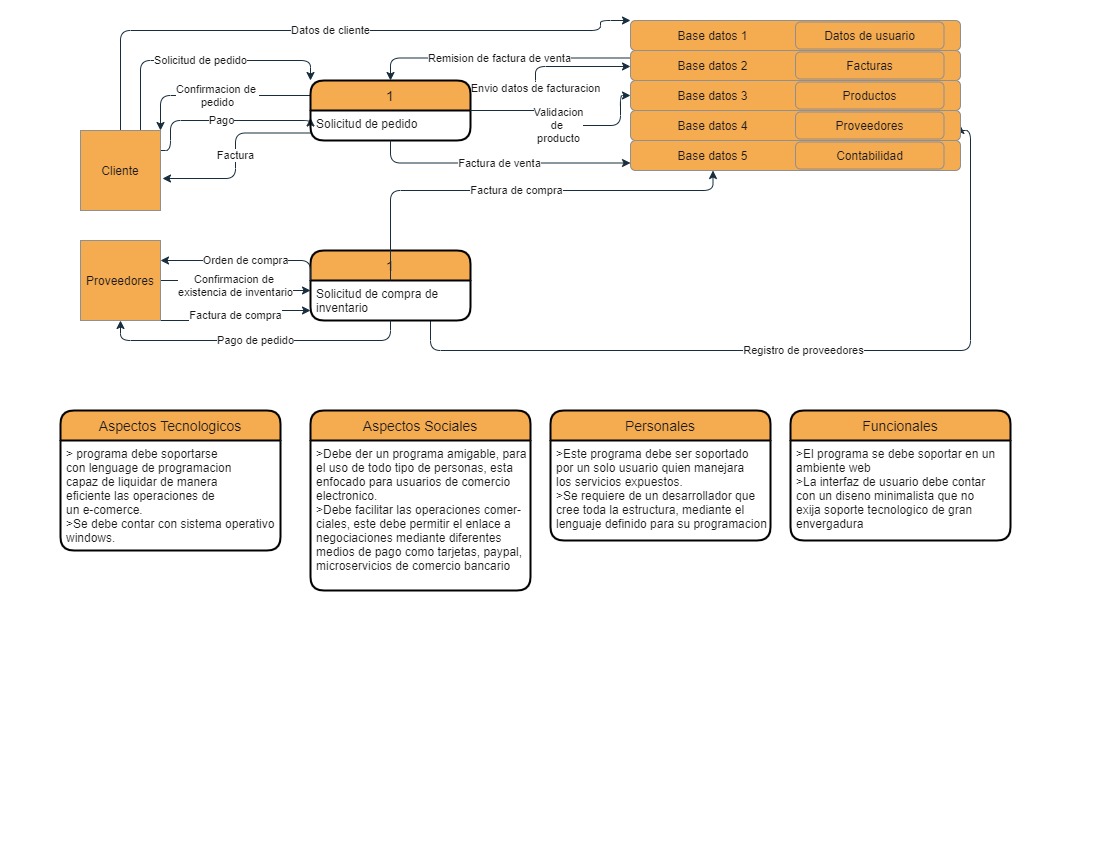 Datos de cliente
Base datos 1
Datos de usuario
Solicitud de pedido
Remision de factura de venta
Base datos 2
Facturas
Confirmacion de
pedido
1
Envio datos de facturacion
Base datos 3
Productos
Pago
Solicitud de pedido
Validacion
de
producto
Base datos 4
Proveedores
Factura
Factura de venta
Base datos 5
Contabilidad
Cliente
Factura de compra
Orden de compra
1
Proveedores
Confirmacion de
existencia de inventario
Solicitud de compra de
inventario
Factura de compra
Pago de pedido
Registro de proveedores
Aspectos Tecnologicos
> programa debe soportarse
con lenguage de programacion
capaz de liquidar de manera
eficiente las operaciones de
un e-comerce.
>Se debe contar con sistema operativo
windows.
Aspectos Sociales
>Debe der un programa amigable, para
el uso de todo tipo de personas, esta
enfocado para usuarios de comercio
electronico.
>Debe facilitar las operaciones comer-
ciales, este debe permitir el enlace a
negociaciones mediante diferentes
medios de pago como tarjetas, paypal,
microservicios de comercio bancario
Personales
>Este programa debe ser soportado
por un solo usuario quien manejara
los servicios expuestos.
>Se requiere de un desarrollador que
cree toda la estructura, mediante el
lenguaje definido para su programacion
Funcionales
>El programa se debe soportar en un
ambiente web
>La interfaz de usuario debe contar
con un diseno minimalista que no
exija soporte tecnologico de gran
envergadura